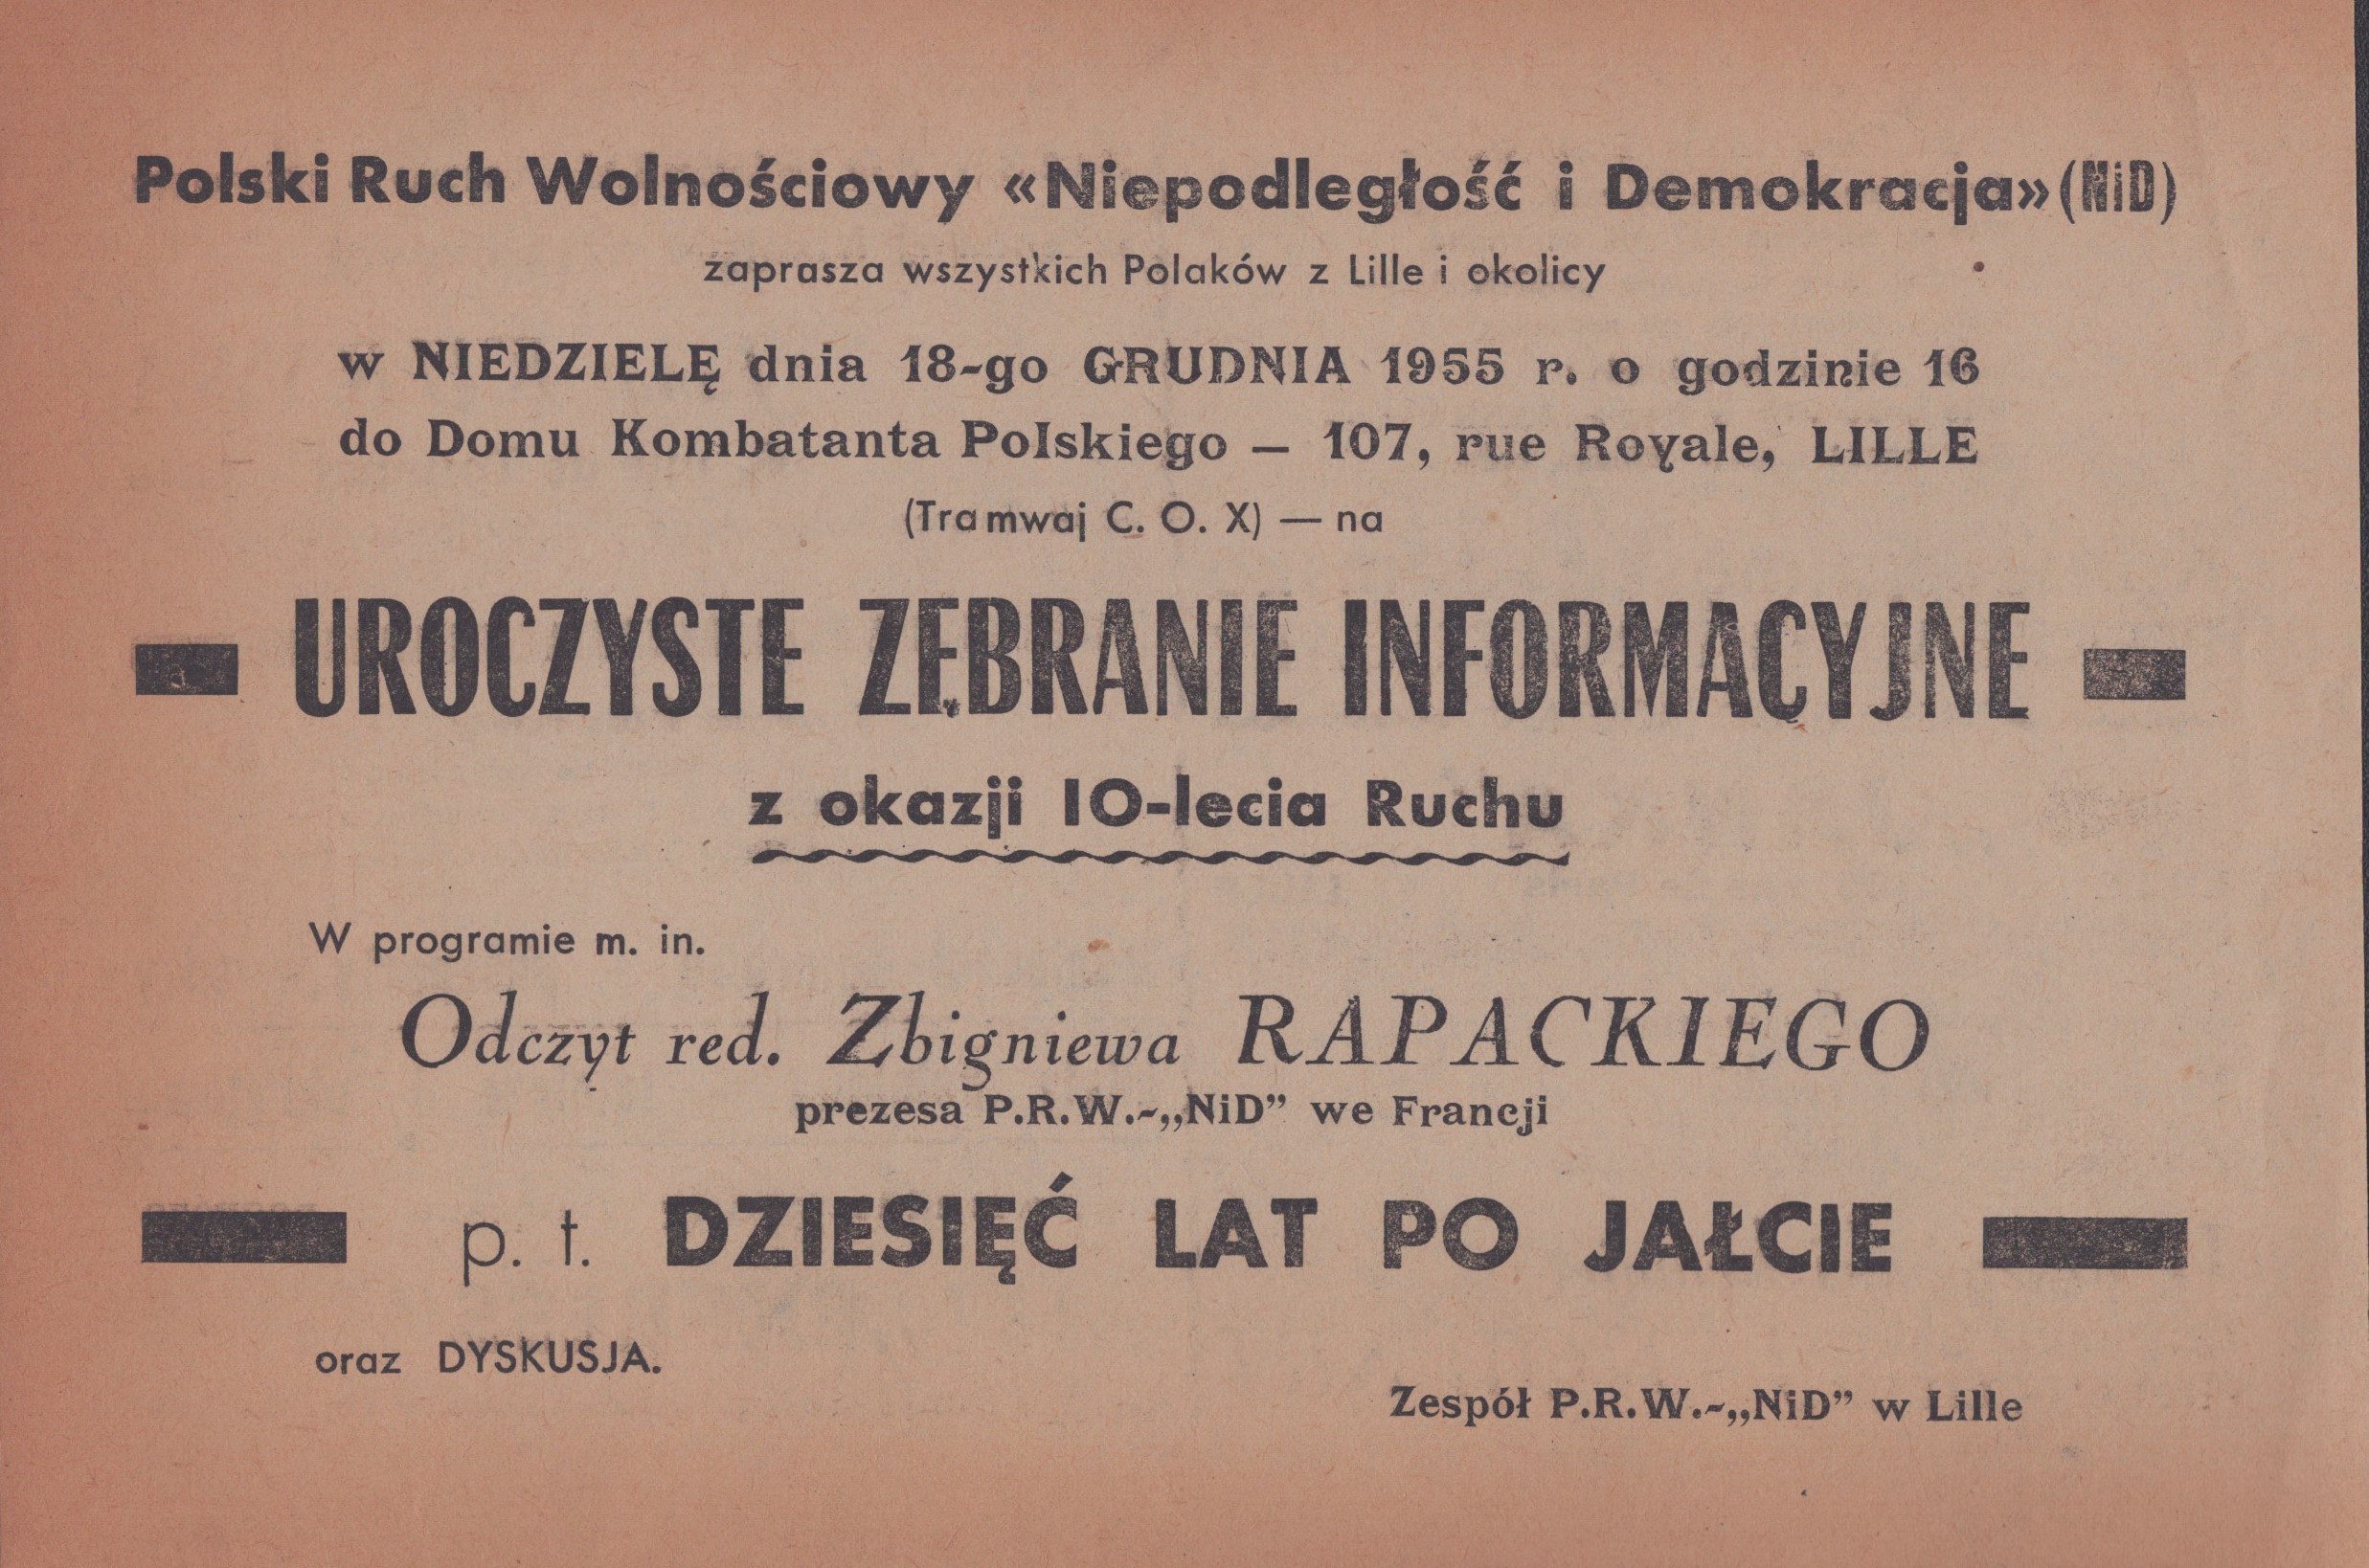 Polski Ruch Wolnościowy «Niepodległość i Demokracja» (NiD)
zaprasza wszystkich Polaków z Lille i okolicy
w NIEDZIELĘ dnia 18-go GRUDNIA 1955 r. o godzinie 16
do Domu Kombatanta Polskiego – 107, rue Royale, LILLE
(Tramwaj C. O. X) — na
UROCZYSTE ZEBRANIE INFORMACYJNE
z okazji 10-lecia Ruchu
W programie m. in.
Odczyt red. Zbigniewa RAPACKIEGO
prezesa P.R.W.-„NiD” we Francji
p. t. DZIESIĘĆ LAT PO JAŁCIE
oraz DYSKUSJA.
Zespół P.R.W.-„NiD” w Lille